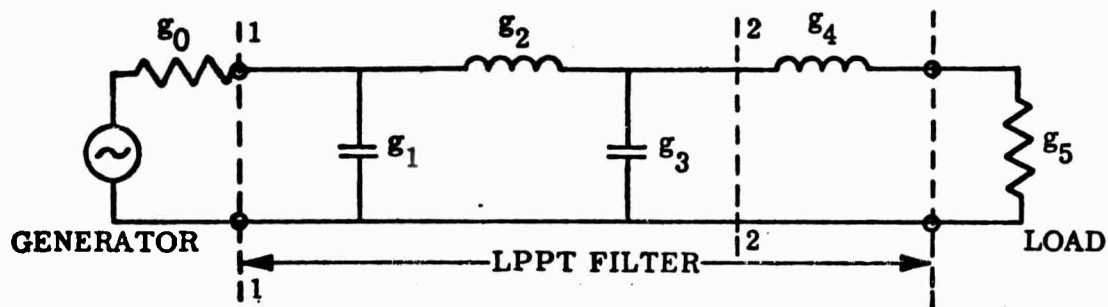 1 2
g0 g2 g4
g1 g3 g5
GENERATOR 2 LOAD
LPPT FILTER
1